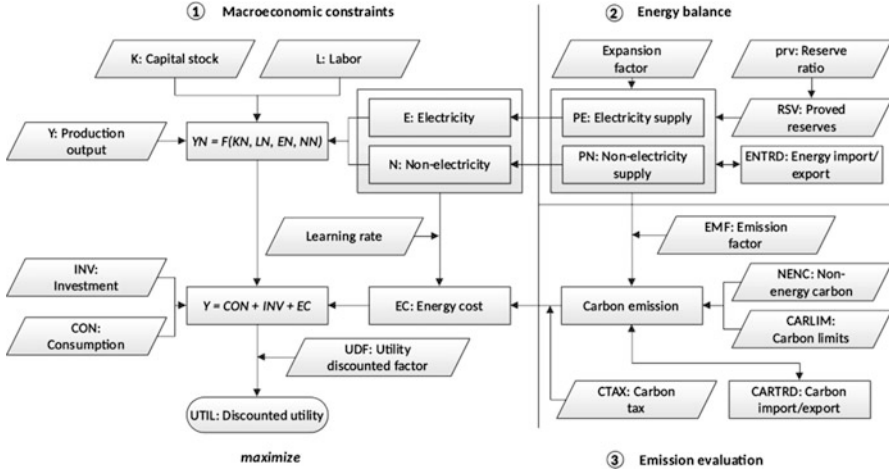 ① Macroeconomic constraints
② Energy balance
K: Capital stock
L: Labor
Expansion
factor
prv: Reserve
ratio
Y: Production
output
YN = F(KN, LN, EN, NN)
E: Electricity
N: Non-electricity
PE: Electricity supply
PN: Non-electricity
supply
RSV: Proved
reserves
ENTRD: Energy import/
export
Learning rate
EMF: Emission
factor
INV:
Investment
CON:
Consumption
Y = CON + INV + EC
EC: Energy cost
Carbon emission
NENC: Non-
energy carbon
CARLIM:
Carbon limits
UDF: Utility
discounted factor
CTAX: Carbon
tax
CARTRD: Carbon
import/export
UTIL: Discounted utility
maximize
③ Emission evaluation